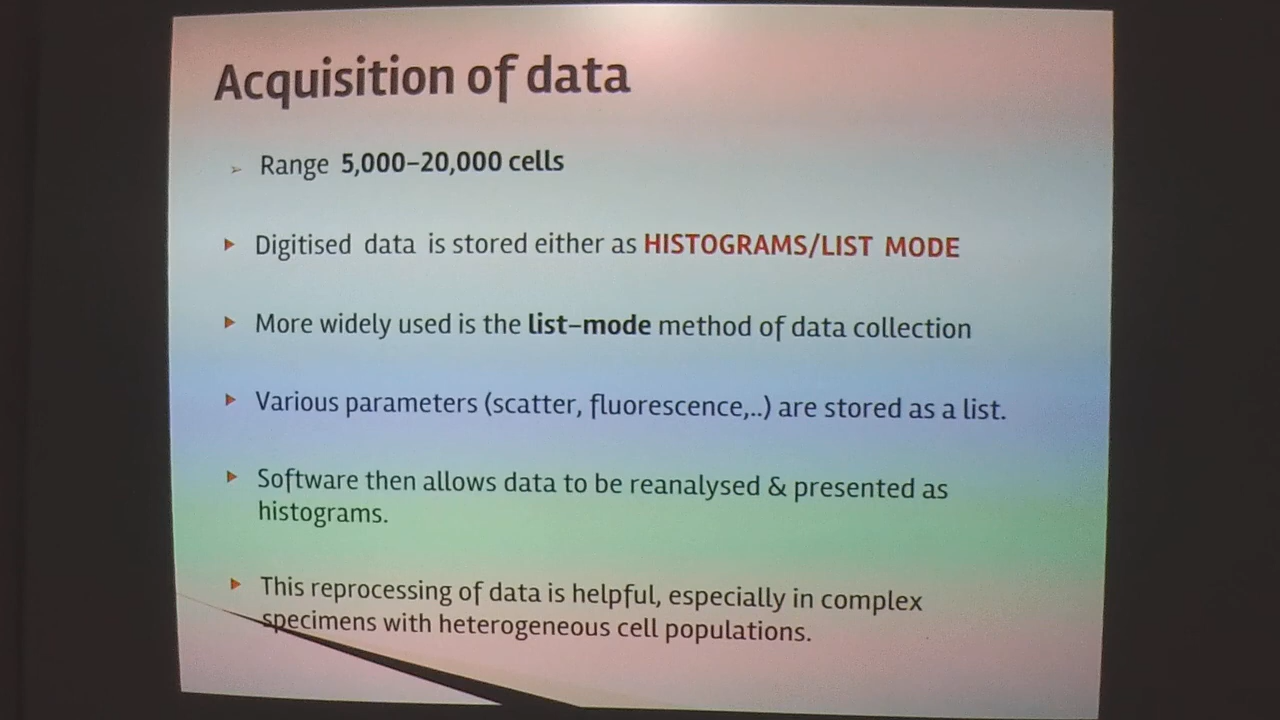 Acquisition of data
Range 5,000–20,000 cells
Digitised data is stored either as HISTOGRAMS/LIST MODE
More widely used is the list–mode method of data collection
Various parameters (scatter, fluorescence,..) are stored as a list.
Software then allows data to be reanalysed & presented as
histograms.
This reprocessing of data is helpful, especially in complex
specimens with heterogeneous cell populations.